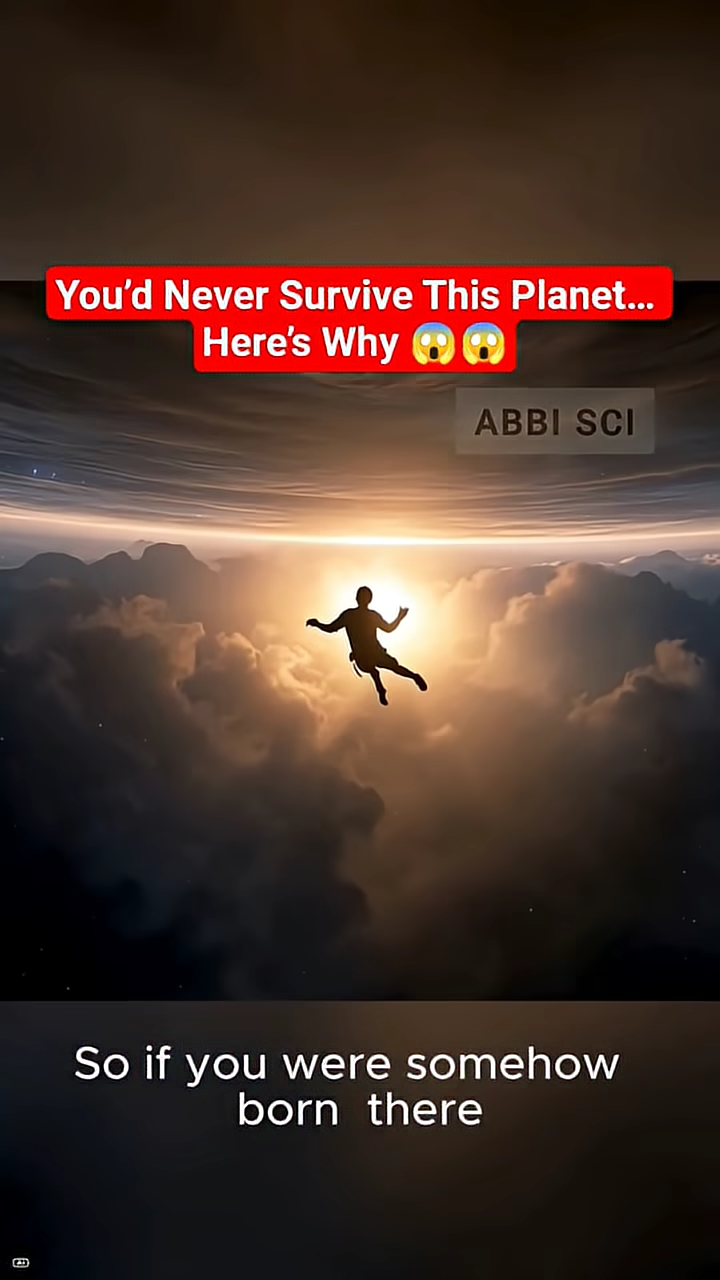 You’d Never Survive This Planet...
Here’s Why 😱😱
ABBI SCI
So if you were somehow
born there